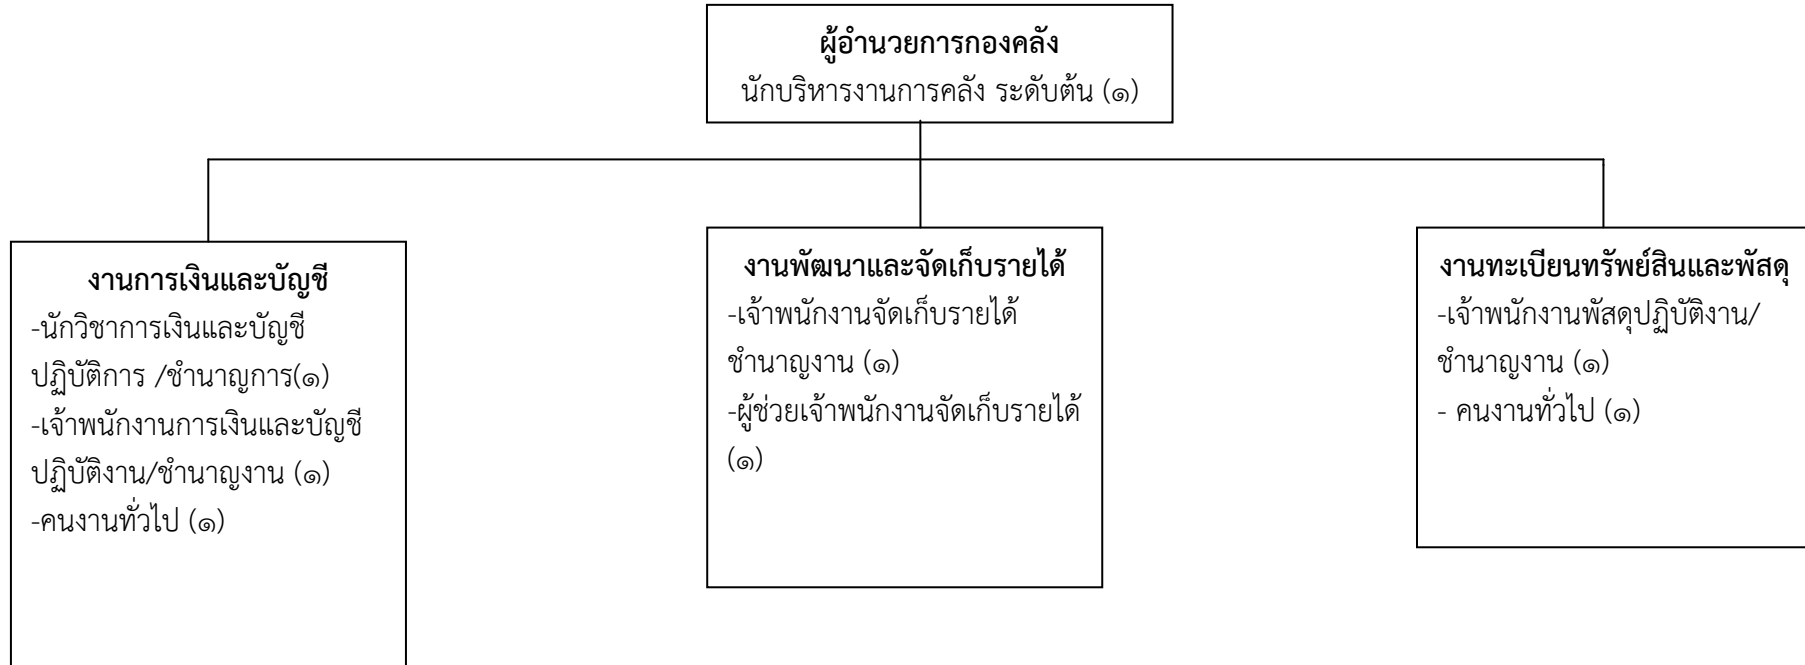 ผู้อำนวยการกองคลัง
นักบริหารงานการคลัง ระดับต้น (๑)
งานการเงินและบัญชี
-นักวิชาการเงินและบัญชี
ปฏิบัติการ /ชำนาญการ(๑)
-เจ้าพนักงานการเงินและบัญชี
ปฏิบัติงาน/ชำนาญงาน (๑)
-คนงานทั่วไป (๑)
งานพัฒนาและจัดเก็บรายได้
-เจ้าพนักงานจัดเก็บรายได้
ชำนาญงาน (๑)
-ผู้ช่วยเจ้าพนักงานจัดเก็บรายได้
(๑)
งานทะเบียนทรัพย์สินและพัสดุ
-เจ้าพนักงานพัสดุปฏิบัติงาน/
ชำนาญงาน (๑)
- คนงานทั่วไป (๑)